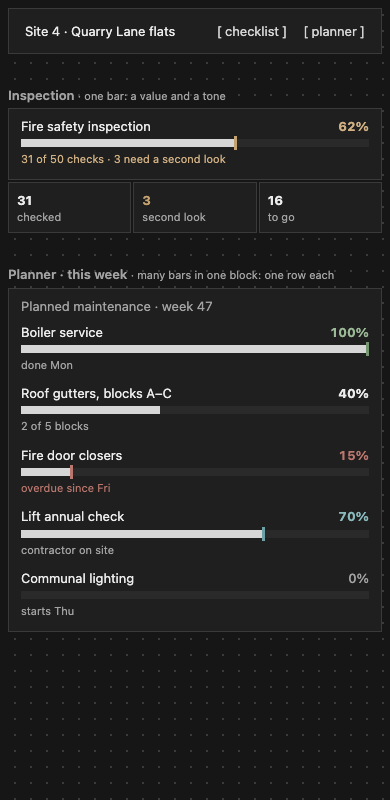 Site 4 · Quarry Lane flats [ checklist ] [ planner ]
Inspection · one bar: a value and a tone
Fire safety inspection 62%
31 of 50 checks · 3 need a second look
31 3 16
checked second look to go
Planner · this week · many bars in one block: one row each
Planned maintenance · week 47
Boiler service 100%
done Mon
Roof gutters, blocks A–C 40%
2 of 5 blocks
Fire door closers 15%
overdue since Fri
Lift annual check 70%
contractor on site
Communal lighting 0%
starts Thu